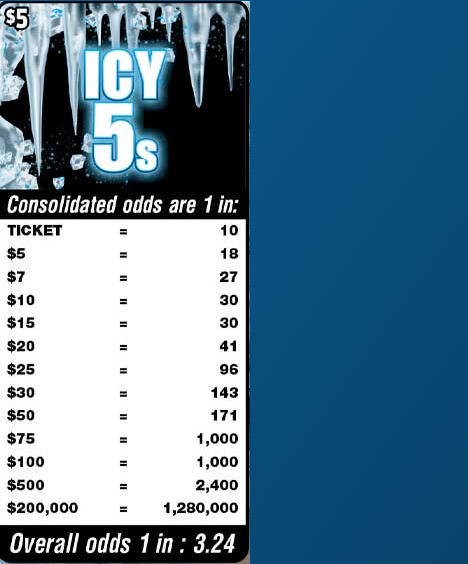 $5
ICY
5s
Consolidated odds are 1 in:
TICKET = 10
$5 = 18
$7 = 27
$10 = 30
$15 = 30
$20 = 41
$25 = 96
$30 = 143
$50 = 171
$75 = 1,000
$100 = 1,000
$500 = 2,400
$200,000 = 1,280,000
Overall odds 1 in : 3.24